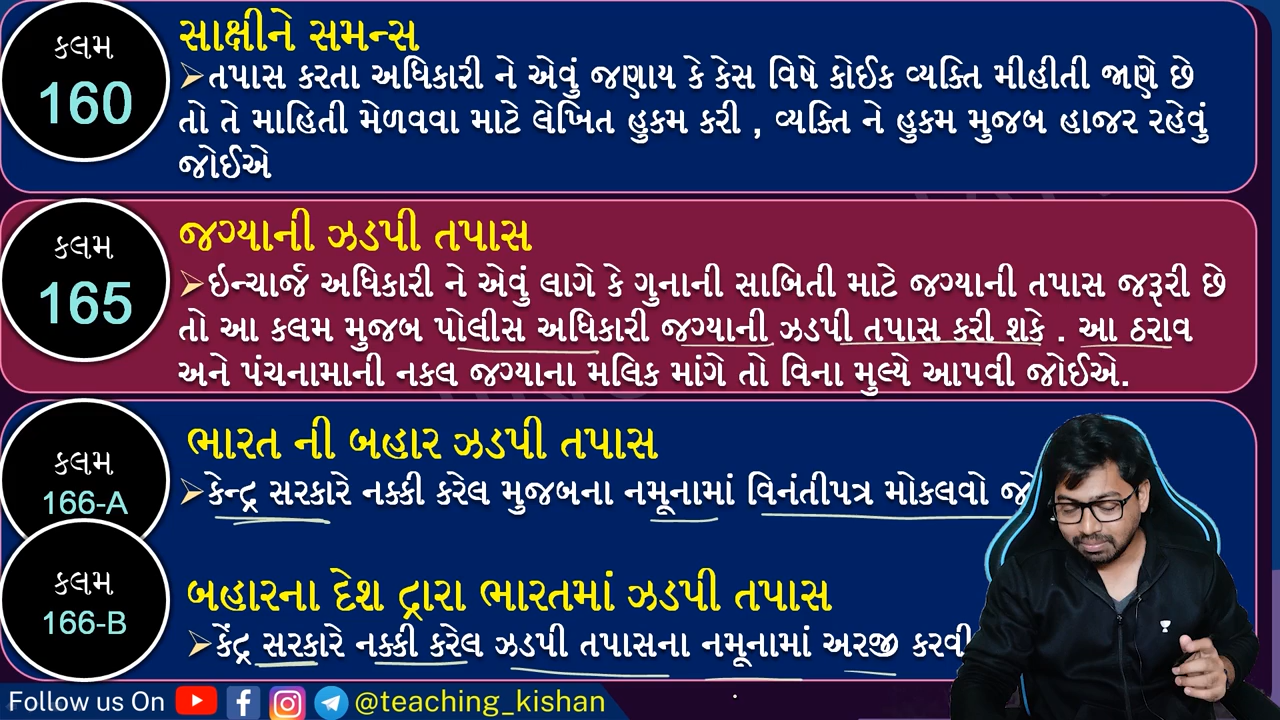 કલમ
160
સાક્ષીને સમન્સ
➢તપાસ કરતા અધિકારી ને એવું જણાય કે કેસ વિષે કોઈક વ્યક્તિ મીહીતી જાણે છે
તો તે માહિતી મેળવવા માટે લેખિત હુકમ કરી , વ્યક્તિ ને હુકમ મુજબ હાજર રહેવું
જોઈએ
કલમ
165
જગ્યાની ઝડપી તપાસ
➢ઇન્ચાર્જ અધિકારી ને એવું લાગે કે ગુનાની સાબિતી માટે જગ્યાની તપાસ જરૂરી છે
તો આ કલમ મુજબ પોલીસ અધિકારી જગ્યાની ઝડપી તપાસ કરી શકે . આ ઠરાવ
અને પંચનામાની નકલ જગ્યાના મલિક માંગે તો વિના મુલ્યે આપવી જોઈએ.
કલમ
166-A
ભારત ની બહાર ઝડપી તપાસ
➢કેન્દ્ર સરકારે નક્કી કરેલ મુજબના નમૂનામાં વિનંતીપત્ર મોકલવો
કલમ
166-B
બહારના દેશ દ્વારા ભારતમાં ઝડપી તપાસ
➢કેંદ્ર સરકારે નક્કી કરેલ ઝડપી તપાસના નમૂનામાં અરજી કરવી
Follow us On @teaching_kishan